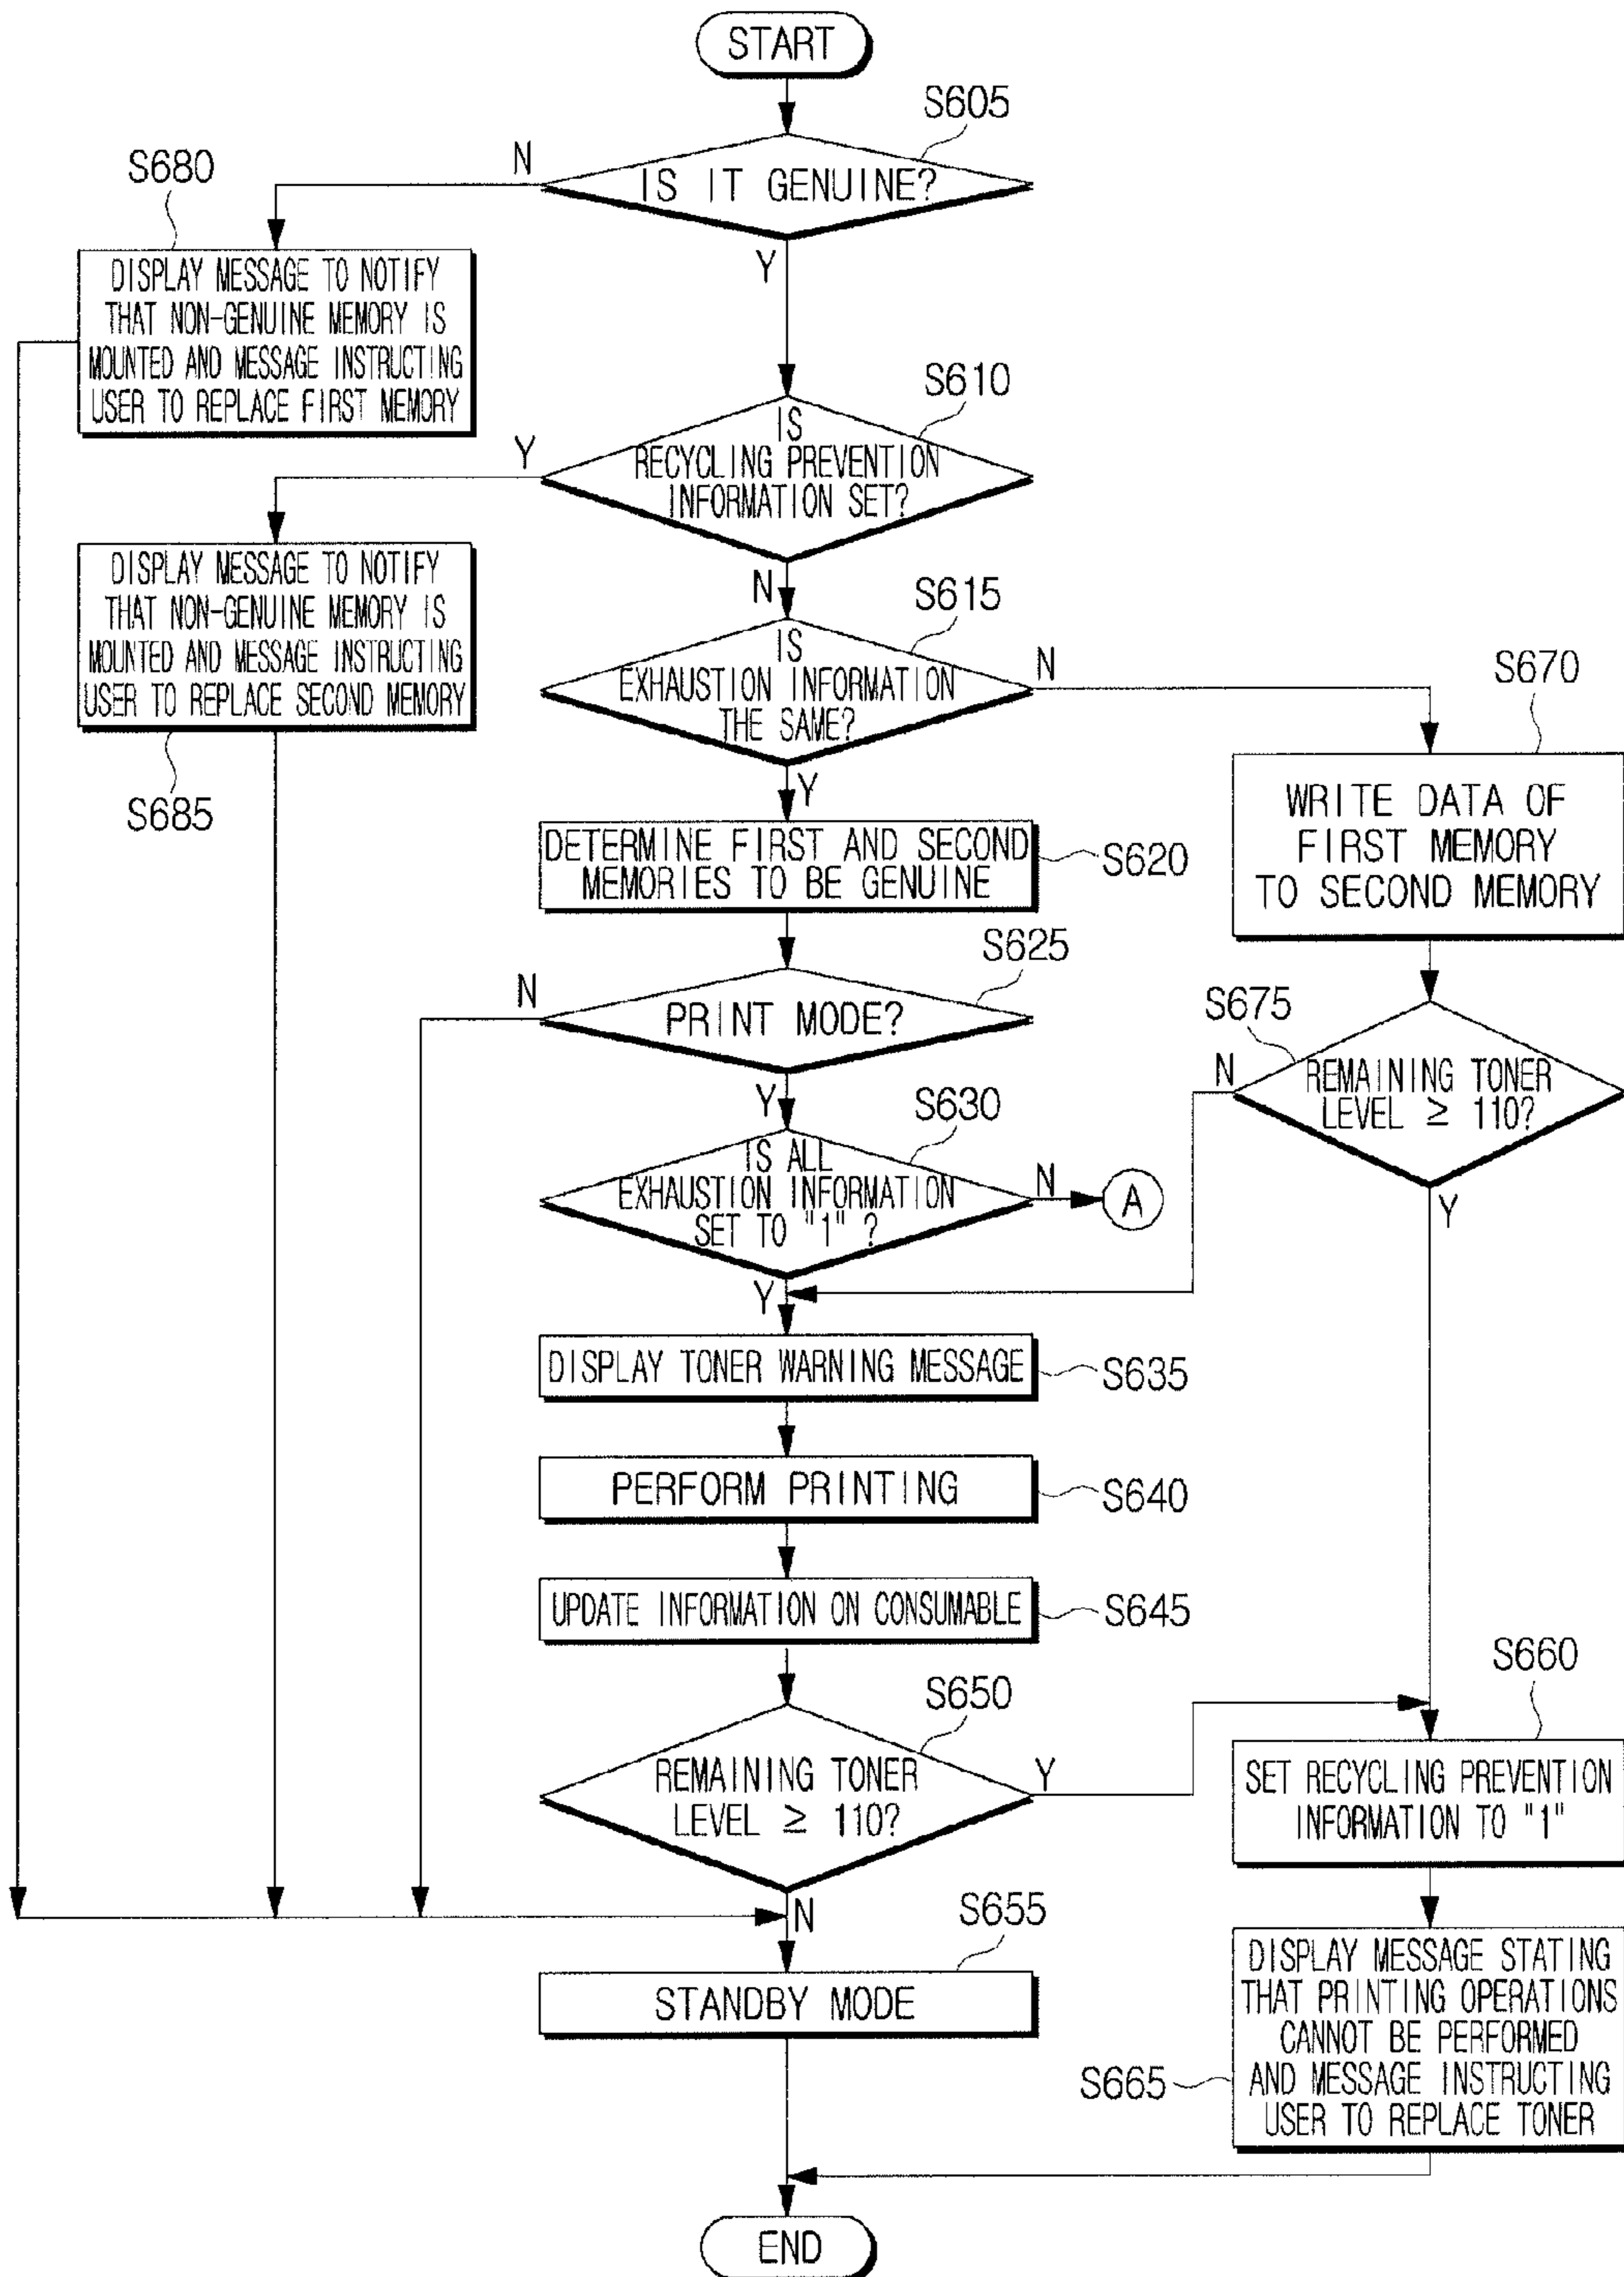 START
S605
IS IT GENUINE?
N
Y
S680
DISPLAY MESSAGE TO NOTIFY
THAT NON-GENUINE MEMORY IS
MOUNTED AND MESSAGE INSTRUCTING
USER TO REPLACE FIRST MEMORY
S610
IS
RECYCLING PREVENTION
INFORMATION SET?
Y
N
DISPLAY MESSAGE TO NOTIFY
THAT NON-GENUINE MEMORY IS
MOUNTED AND MESSAGE INSTRUCTING
USER TO REPLACE SECOND MEMORY
S685
S615
IS
EXHAUSTION INFORMATION
THE SAME?
N
Y
S670
WRITE DATA OF
FIRST MEMORY
TO SECOND MEMORY
DETERMINE FIRST AND SECOND
MEMORIES TO BE GENUINE
S620
S625
PRINT MODE?
N
Y
S675
REMAINING TONER
LEVEL ≥ 110?
N
Y
S630
IS ALL
EXHAUSTION INFORMATION
SET TO "1" ?
N
A
Y
DISPLAY TONER WARNING MESSAGE
S635
PERFORM PRINTING
S640
UPDATE INFORMATION ON CONSUMABLE
S645
S650
REMAINING TONER
LEVEL ≥ 110?
Y
N
S660
SET RECYCLING PREVENTION
INFORMATION TO "1"
S655
STANDBY MODE
DISPLAY MESSAGE STATING
THAT PRINTING OPERATIONS
CANNOT BE PERFORMED
AND MESSAGE INSTRUCTING
USER TO REPLACE TONER
S665
END